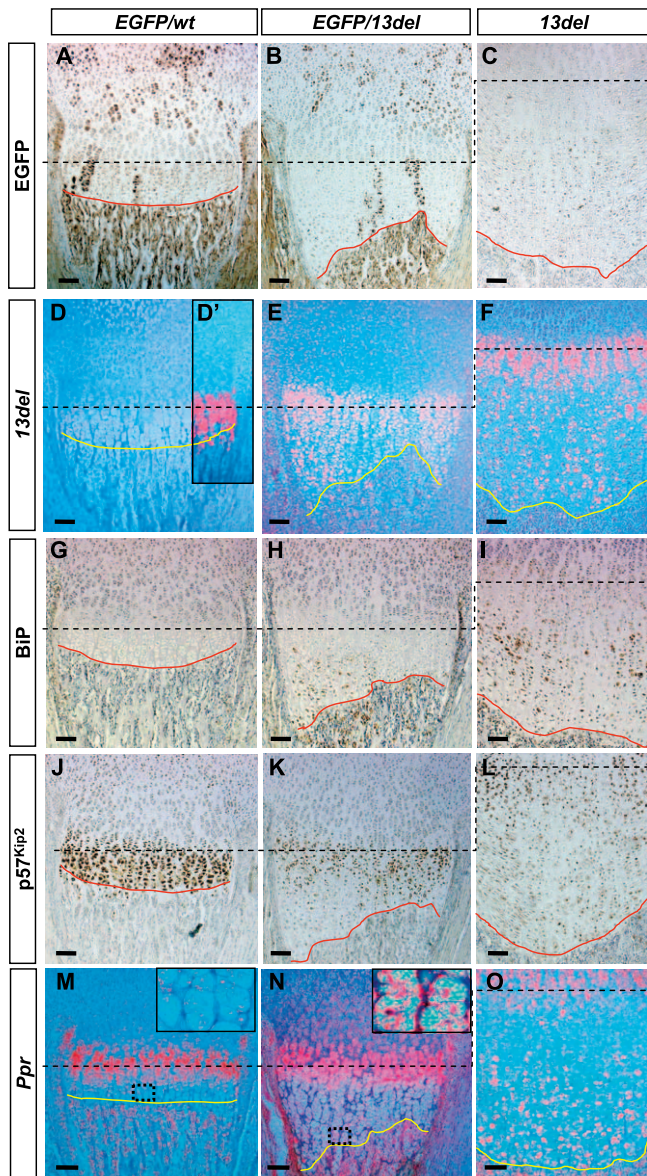 EGFP/wt EGFP/13del 13del
EGFP
A B C
13del
D D' E F
BiP
G H I
p57Kip2
J K L
Ppr
M N O